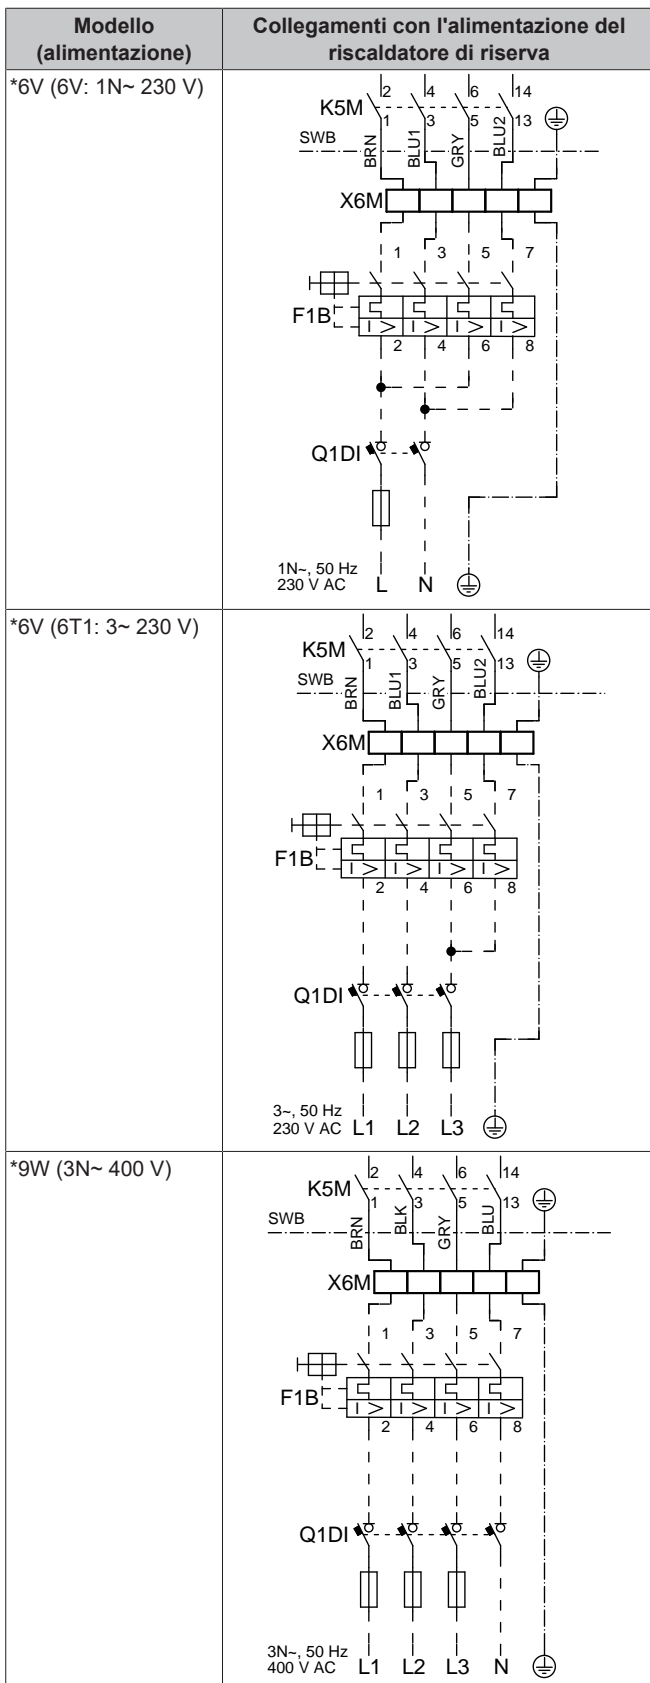 Modello
(alimentazione)
Collegamenti con l'alimentazione del
riscaldatore di riserva
*6V (6V: 1N~ 230 V)
2 4 6 14
K5M
1 3 5 13
SWB
BRN BLU1 GRY BLU2
X6M
1 3 5 7
F1B
I > I > I > I >
2 4 6 8
Q1DI
1N~, 50 Hz
230 V AC
L N
*6V (6T1: 3~ 230 V)
2 4 6 14
K5M
1 3 5 13
SWB
BRN BLU1 GRY BLU2
X6M
1 3 5 7
F1B
I > I > I > I >
2 4 6 8
Q1DI
3~, 50 Hz
230 V AC
L1 L2 L3
*9W (3N~ 400 V)
2 4 6 14
K5M
1 3 5 13
SWB
BRN BLK GRY BLU
X6M
1 3 5 7
F1B
I > I > I > I >
2 4 6 8
Q1DI
3N~, 50 Hz
400 V AC
L1 L2 L3 N